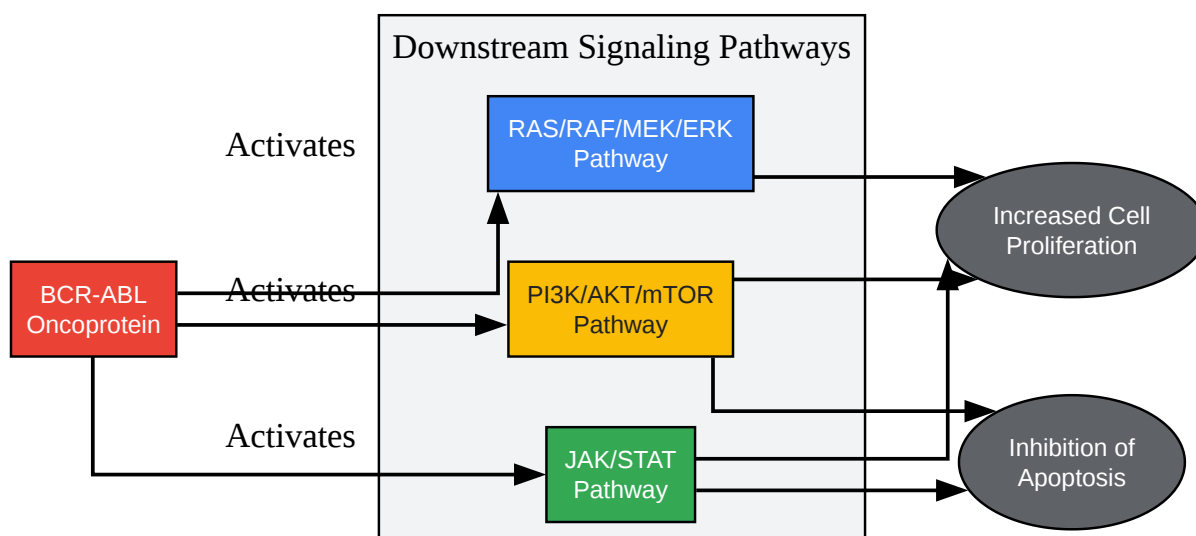 Downstream Signaling Pathways
Activates
RAS/RAF/MEK/ERK
Pathway
Increased Cell
Proliferation
BCR-ABL
Oncoprotein
Activates
PI3K/AKT/mTOR
Pathway
Activates
JAK/STAT
Pathway
Inhibition of
Apoptosis